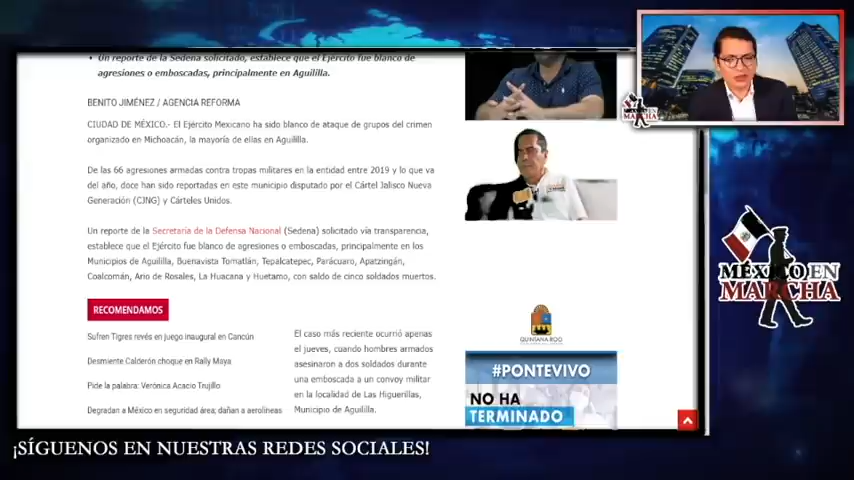 Un reporte de la Sedena solicitado, establece que el Ejército fue blanco de
agresiones o emboscadas, principalmente en Aguililla.
BENITO JIMÉNEZ / AGENCIA REFORMA
CIUDAD DE MÉXICO.- El Ejército Mexicano ha sido blanco de ataque de grupos del crimen
organizado en Michoacán, la mayoría de ellas en Aguililla.
De las 66 agresiones armadas contra tropas militares en la entidad entre 2019 y lo que va
del año, doce han sido reportadas en este municipio disputado por el Cártel Jalisco Nueva
Generación (CJNG) y Cárteles Unidos.
Un reporte de la Secretaría de la Defensa Nacional (Sedena) solicitado vía transparencia,
establece que el Ejército fue blanco de agresiones o emboscadas, principalmente en los
Municipios de Aguililla, Buenavista Tomatlán, Tepalcatepec, Parácuaro, Apatzingán,
Coalcomán, Ario de Rosales, La Huacana y Huetamo, con saldo de cinco soldados muertos.
RECOMENDAMOS
Sufren Tigres revés en juego inaugural en Cancún
Desmiente Calderón choque en Rally Maya
Pide la palabra: Verónica Acacio Trujillo
Degradan a México en seguridad área; dañan a aerolíneas
El caso más reciente ocurrió apenas
el jueves, cuando hombres armados
asesinaron a dos soldados durante
una emboscada a un convoy militar
en la localidad de Las Higuerillas,
Municipio de Aguililla.
QUINTANA ROO
#PONTEVIVO
NO HA
TERMINADO
MÉXICO EN
MARCHA
MÉXICO EN
MARCHA
¡SÍGUENOS EN NUESTRAS REDES SOCIALES!